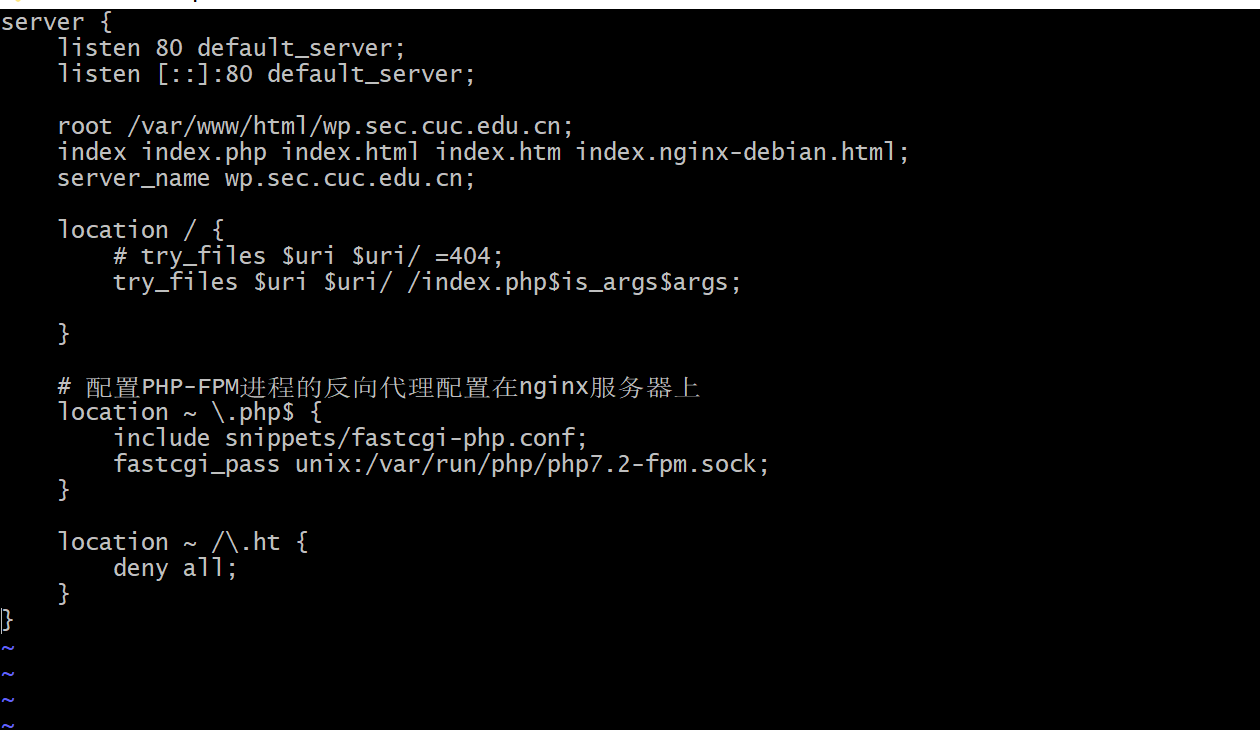 server {
    listen 80 default_server;
    listen [::]:80 default_server;

    root /var/www/html/wp.sec.cuc.edu.cn;
    index index.php index.html index.htm index.nginx-debian.html;
    server_name wp.sec.cuc.edu.cn;

    location / {
        # try_files $uri $uri/ =404;
        try_files $uri $uri/ /index.php$is_args$args;

    }

    # 配置PHP-FPM进程的反向代理配置在nginx服务器上
    location ~ \.php$ {
        include snippets/fastcgi-php.conf;
        fastcgi_pass unix:/var/run/php/php7.2-fpm.sock;
    }

    location ~ /\.ht {
        deny all;
    }
}
~
~
~
~